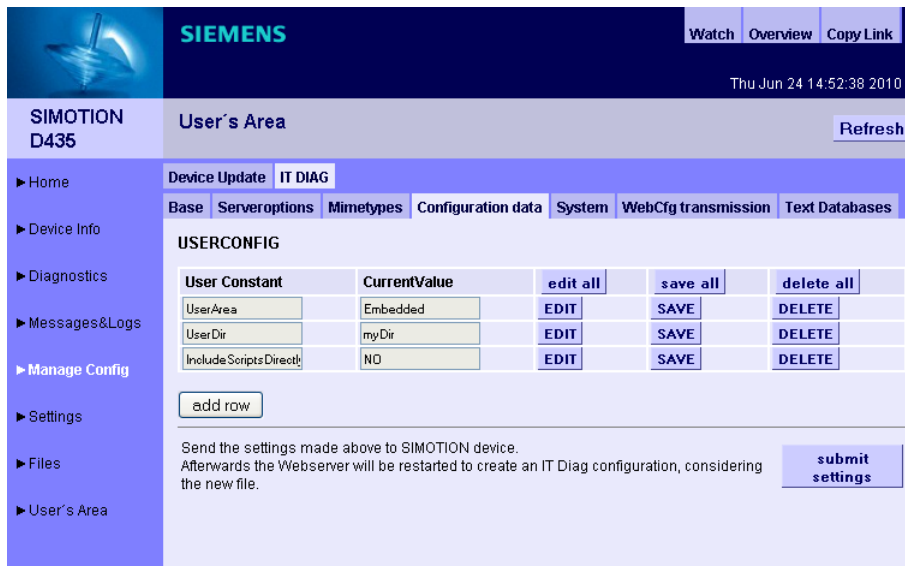 SIEMENS
Watch Overview Copy Link
Thu Jun 24 14:52:38 2010
SIMOTION
D435
User´s Area
Refresh
Home
Device Info
Diagnostics
Messages&Logs
Manage Config
Settings
Files
User´s Area
Device Update IT DIAG
Base Serveroptions Mimetypes Configuration data System WebCfg transmission Text Databases
USERCONFIG
User Constant CurrentValue edit all save all delete all
UserArea Embedded EDIT SAVE DELETE
UserDir myDir EDIT SAVE DELETE
IncludeScriptsDirectly NO EDIT SAVE DELETE
add row
Send the settings made above to SIMOTION device.
Afterwards the Webserver will be restarted to create an IT Diag configuration, considering
the new file.
submit
settings